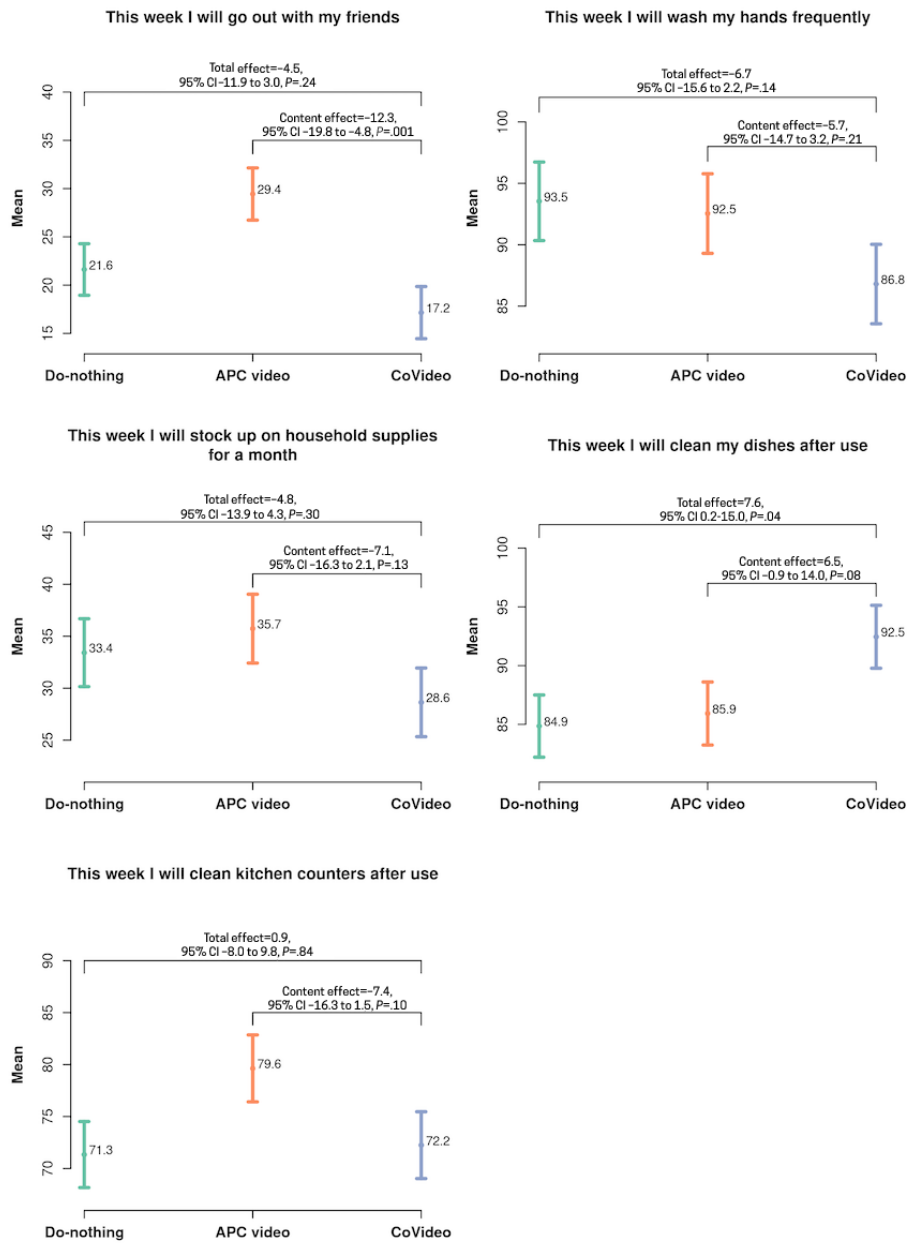 This week I will go out with my friends
Total effect=−4.5,
95% CI −11.9 to 3.0, P=.24
Content effect=−12.3,
95% CI −19.8 to −4.8, P=.001
40
35
30
25
20
15
Mean
21.6
29.4
17.2
Do-nothing
APC video
CoVideo
This week I will wash my hands frequently
Total effect=−6.7
95% CI −15.6 to 2.2, P=.14
Content effect=−5.7,
95% CI −14.7 to 3.2, P=.21
100
95
90
85
Mean
93.5
92.5
86.8
Do-nothing
APC video
CoVideo
This week I will stock up on household supplies
for a month
Total effect=−4.8,
95% CI −13.9 to 4.3, P=.30
Content effect=−7.1,
95% CI −16.3 to 2.1, P=.13
45
40
35
30
25
Mean
33.4
35.7
28.6
Do-nothing
APC video
CoVideo
This week I will clean my dishes after use
Total effect=7.6,
95% CI 0.2-15.0, P=.04
Content effect=6.5,
95% CI −0.9 to 14.0, P=.08
100
95
90
85
Mean
84.9
85.9
92.5
Do-nothing
APC video
CoVideo
This week I will clean kitchen counters after use
Total effect=0.9,
95% CI −8.0 to 9.8, P=.84
Content effect=−7.4,
95% CI −16.3 to 1.5, P=.10
90
85
80
75
70
Mean
71.3
79.6
72.2
Do-nothing
APC video
CoVideo